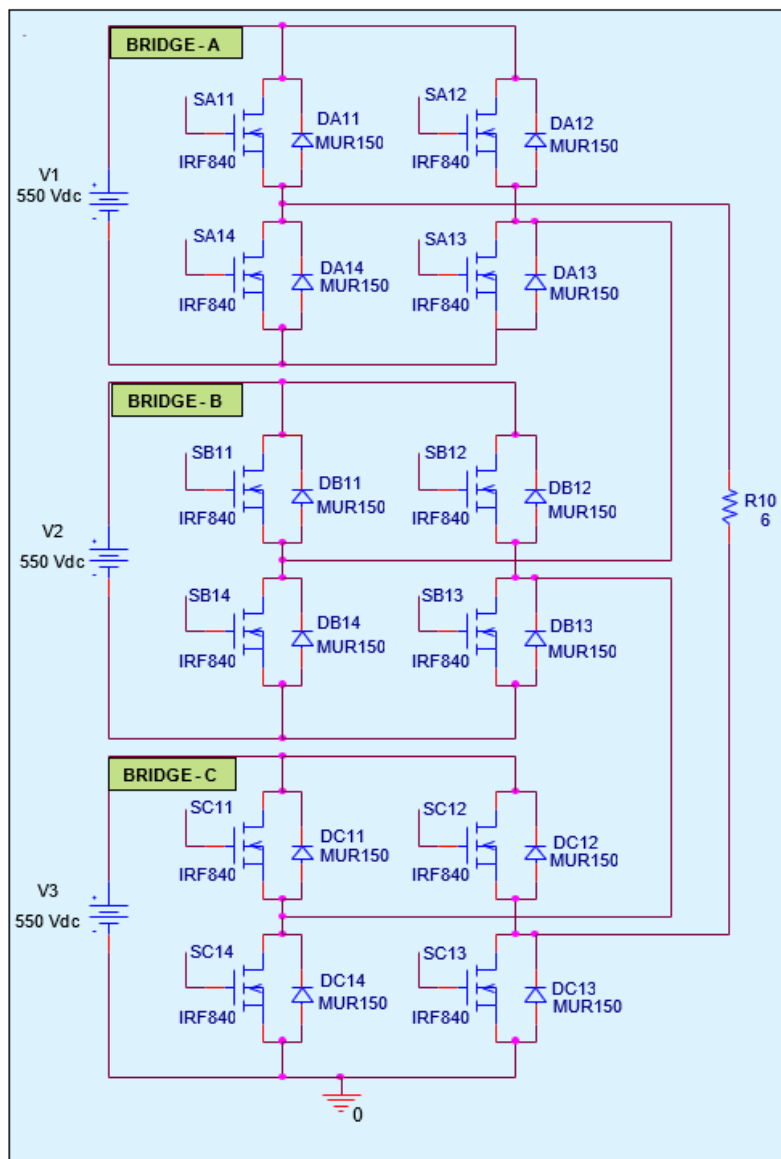 BRIDGE - A
SA11
DA11
MUR150
IRF840
SA12
DA12
MUR150
IRF840
V1
550 Vdc
SA14
DA14
MUR150
IRF840
SA13
DA13
MUR150
IRF840
BRIDGE - B
SB11
DB11
MUR150
IRF840
SB12
DB12
MUR150
IRF840
R10
6
V2
550 Vdc
SB14
DB14
MUR150
IRF840
SB13
DB13
MUR150
IRF840
BRIDGE - C
SC11
DC11
MUR150
IRF840
SC12
DC12
MUR150
IRF840
V3
550 Vdc
SC14
DC14
MUR150
IRF840
SC13
DC13
MUR150
IRF840
0